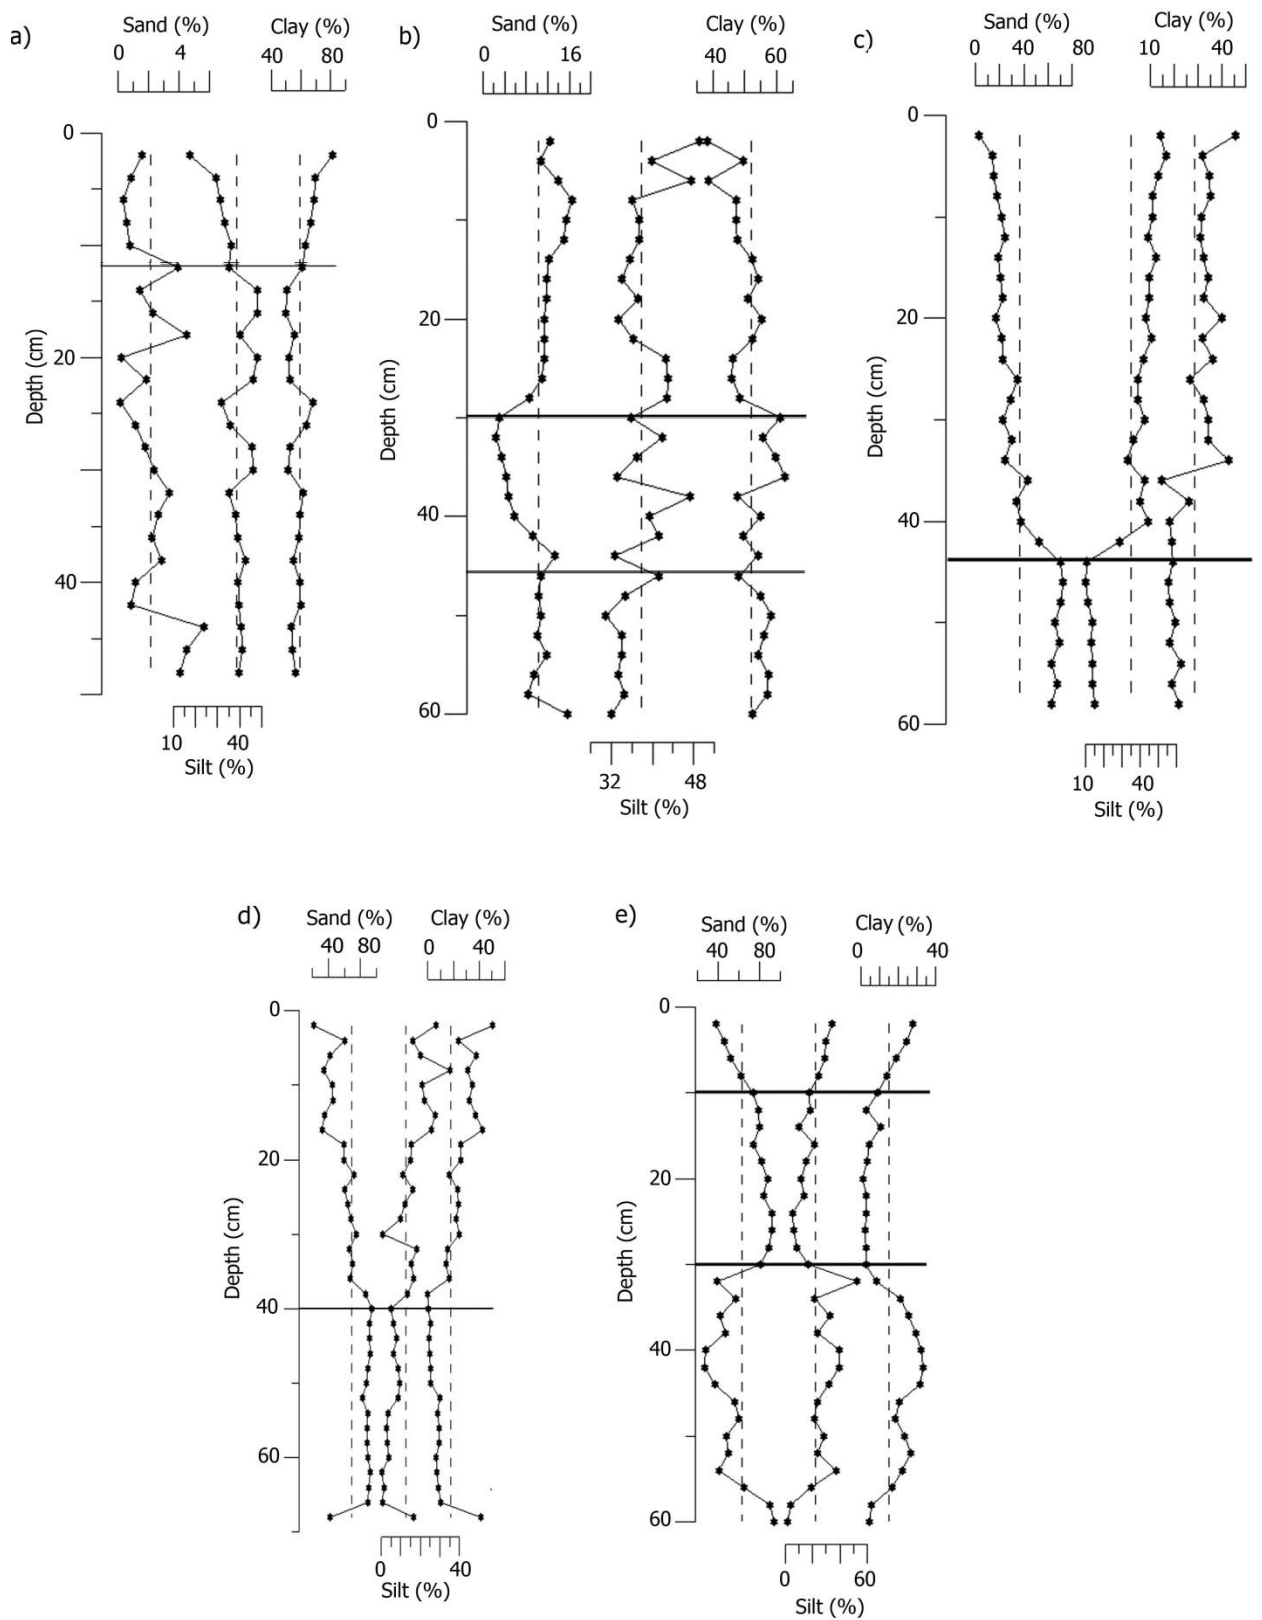 a)
Sand (%)
Clay (%)
0 4
40 80
0
20
40
Depth (cm)
10 40
Silt (%)
b)
Sand (%)
Clay (%)
0 16
40 60
0
20
40
60
Depth (cm)
32 48
Silt (%)
c)
Sand (%)
Clay (%)
0 40 80
10 40
0
20
40
60
Depth (cm)
10 40
Silt (%)
d)
Sand (%)
Clay (%)
40 80
0 40
0
20
40
60
Depth (cm)
0 40
Silt (%)
e)
Sand (%)
Clay (%)
40 80
0 40
0
20
40
60
Depth (cm)
0 60
Silt (%)